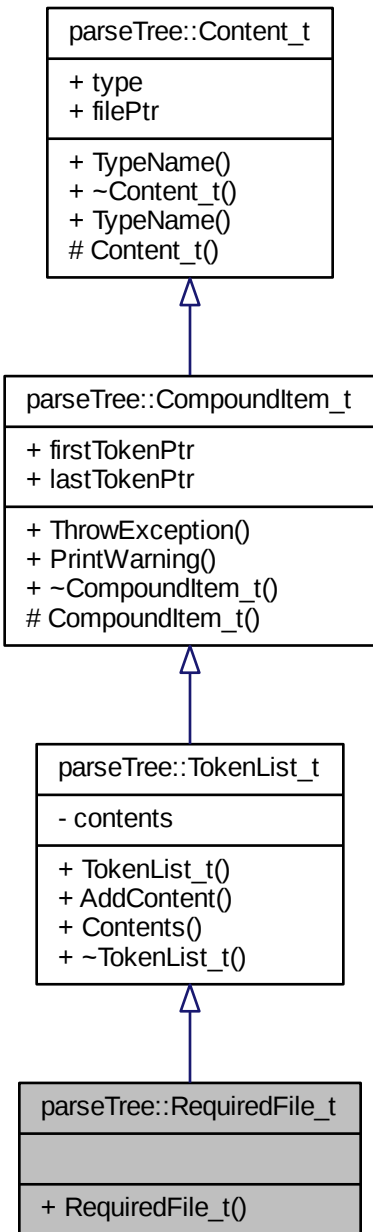 parseTree::Content_t
+ type
+ filePtr
+ TypeName()
+ ~Content_t()
+ TypeName()
# Content_t()
parseTree::CompoundItem_t
+ firstTokenPtr
+ lastTokenPtr
+ ThrowException()
+ PrintWarning()
+ ~CompoundItem_t()
# CompoundItem_t()
parseTree::TokenList_t
- contents
+ TokenList_t()
+ AddContent()
+ Contents()
+ ~TokenList_t()
parseTree::RequiredFile_t
+ RequiredFile_t()